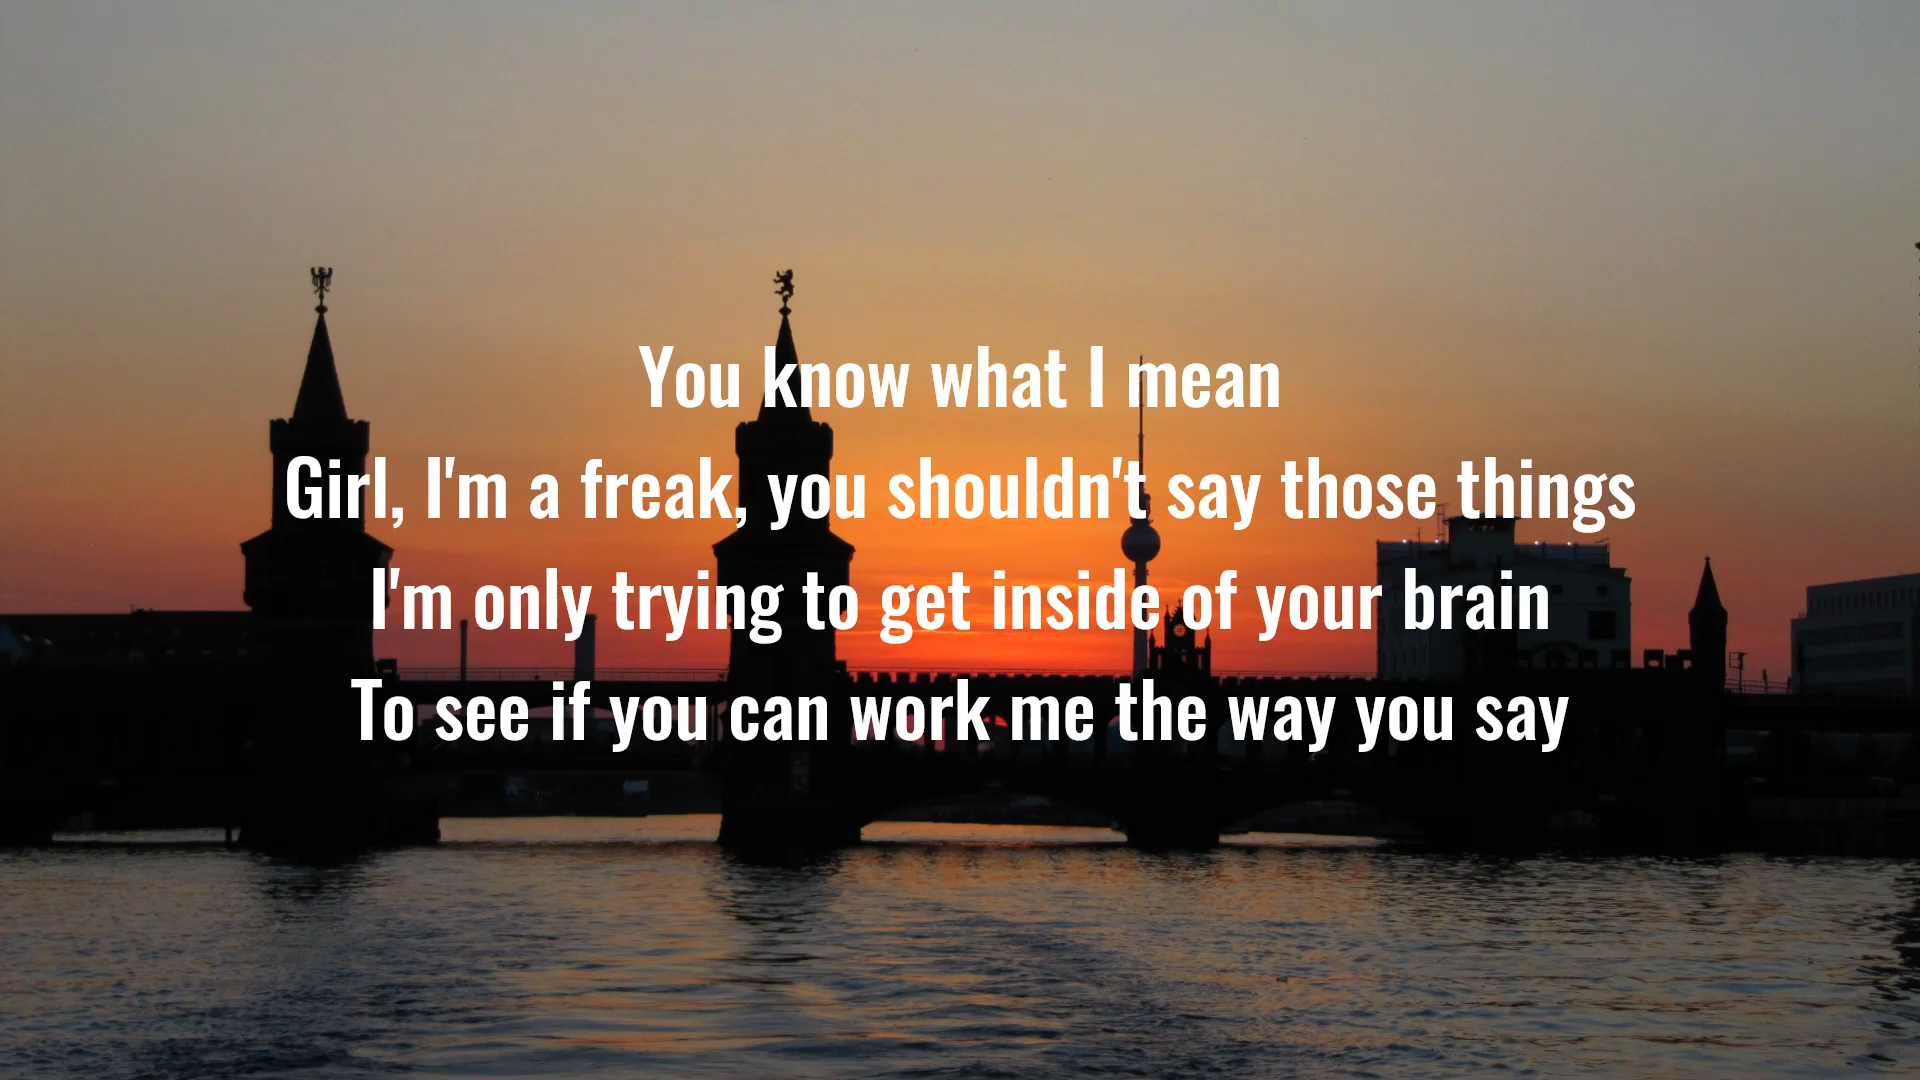 You know what I mean
Girl, I'm a freak, you shouldn't say those things
I'm only trying to get inside of your brain
To see if you can work me the way you say